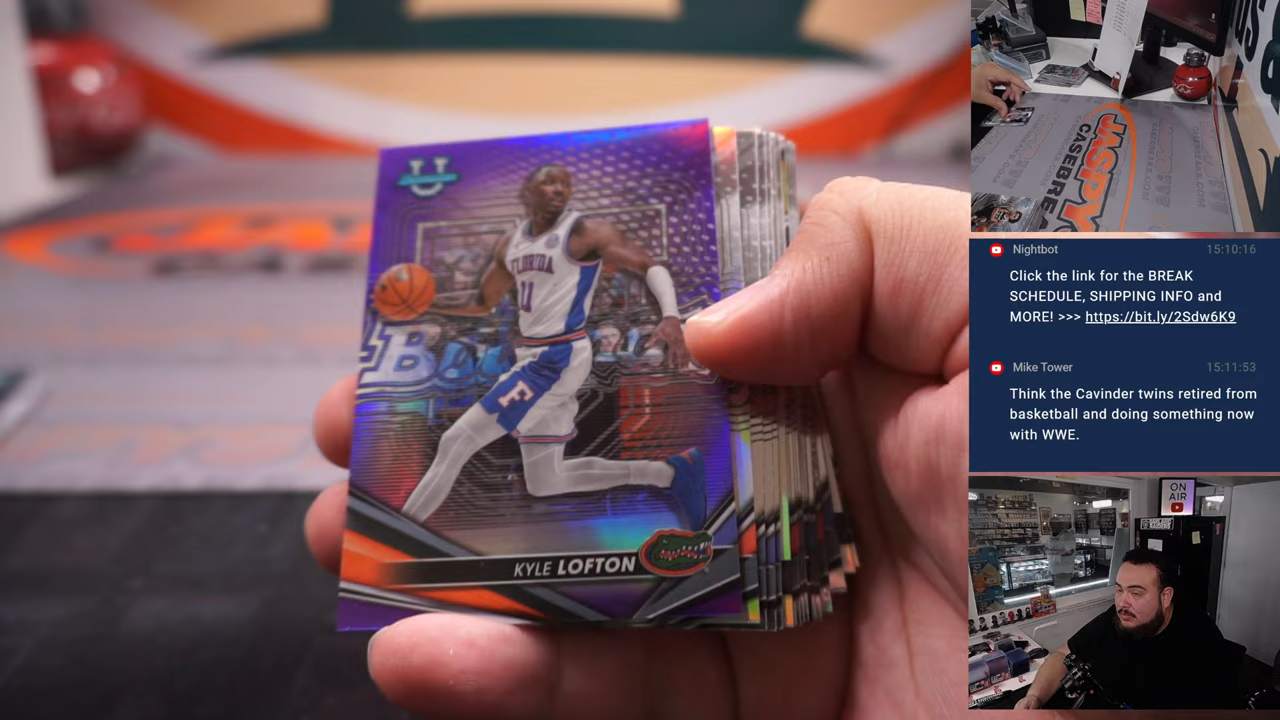 U
FLORIDA
11
F
KYLE LOFTON
JASPY
CASEBREA
Nightbot
15:10:16
Click the link for the BREAK
SCHEDULE, SHIPPING INFO and
MORE! >>> https://bit.ly/2Sdw6K9
Mike Tower
15:11:53
Think the Cavinder twins retired from
basketball and doing something now
with WWE.
ON
AIR